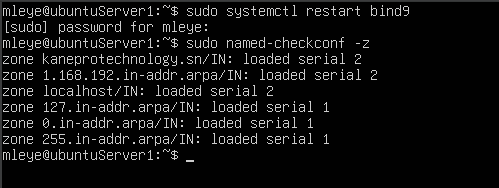 mleye@ubuntuServer1:~$ sudo systemctl restart bind9
[sudo] password for mleye:
mleye@ubuntuServer1:~$ sudo named-checkconf -z
zone kaneprotechnology.sn/IN: loaded serial 2
zone 1.168.192.in-addr.arpa/IN: loaded serial 2
zone localhost/IN: loaded serial 2
zone 127.in-addr.arpa/IN: loaded serial 1
zone 0.in-addr.arpa/IN: loaded serial 1
zone 255.in-addr.arpa/IN: loaded serial 1
mleye@ubuntuServer1:~$ _